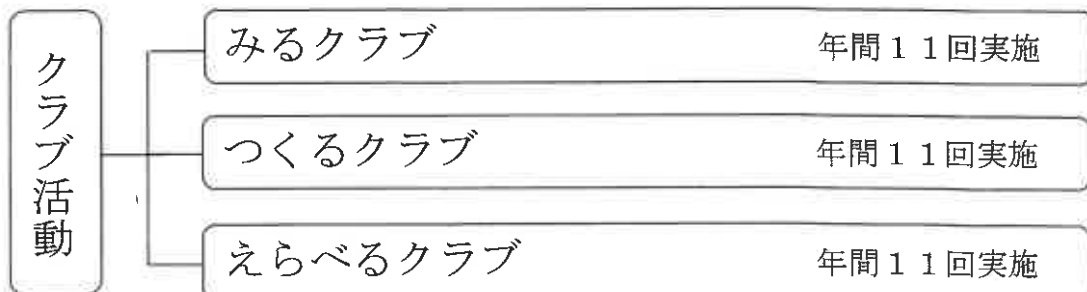 クラブ活動
みるクラブ 年間11回実施
つくるクラブ 年間11回実施
えらべるクラブ 年間11回実施